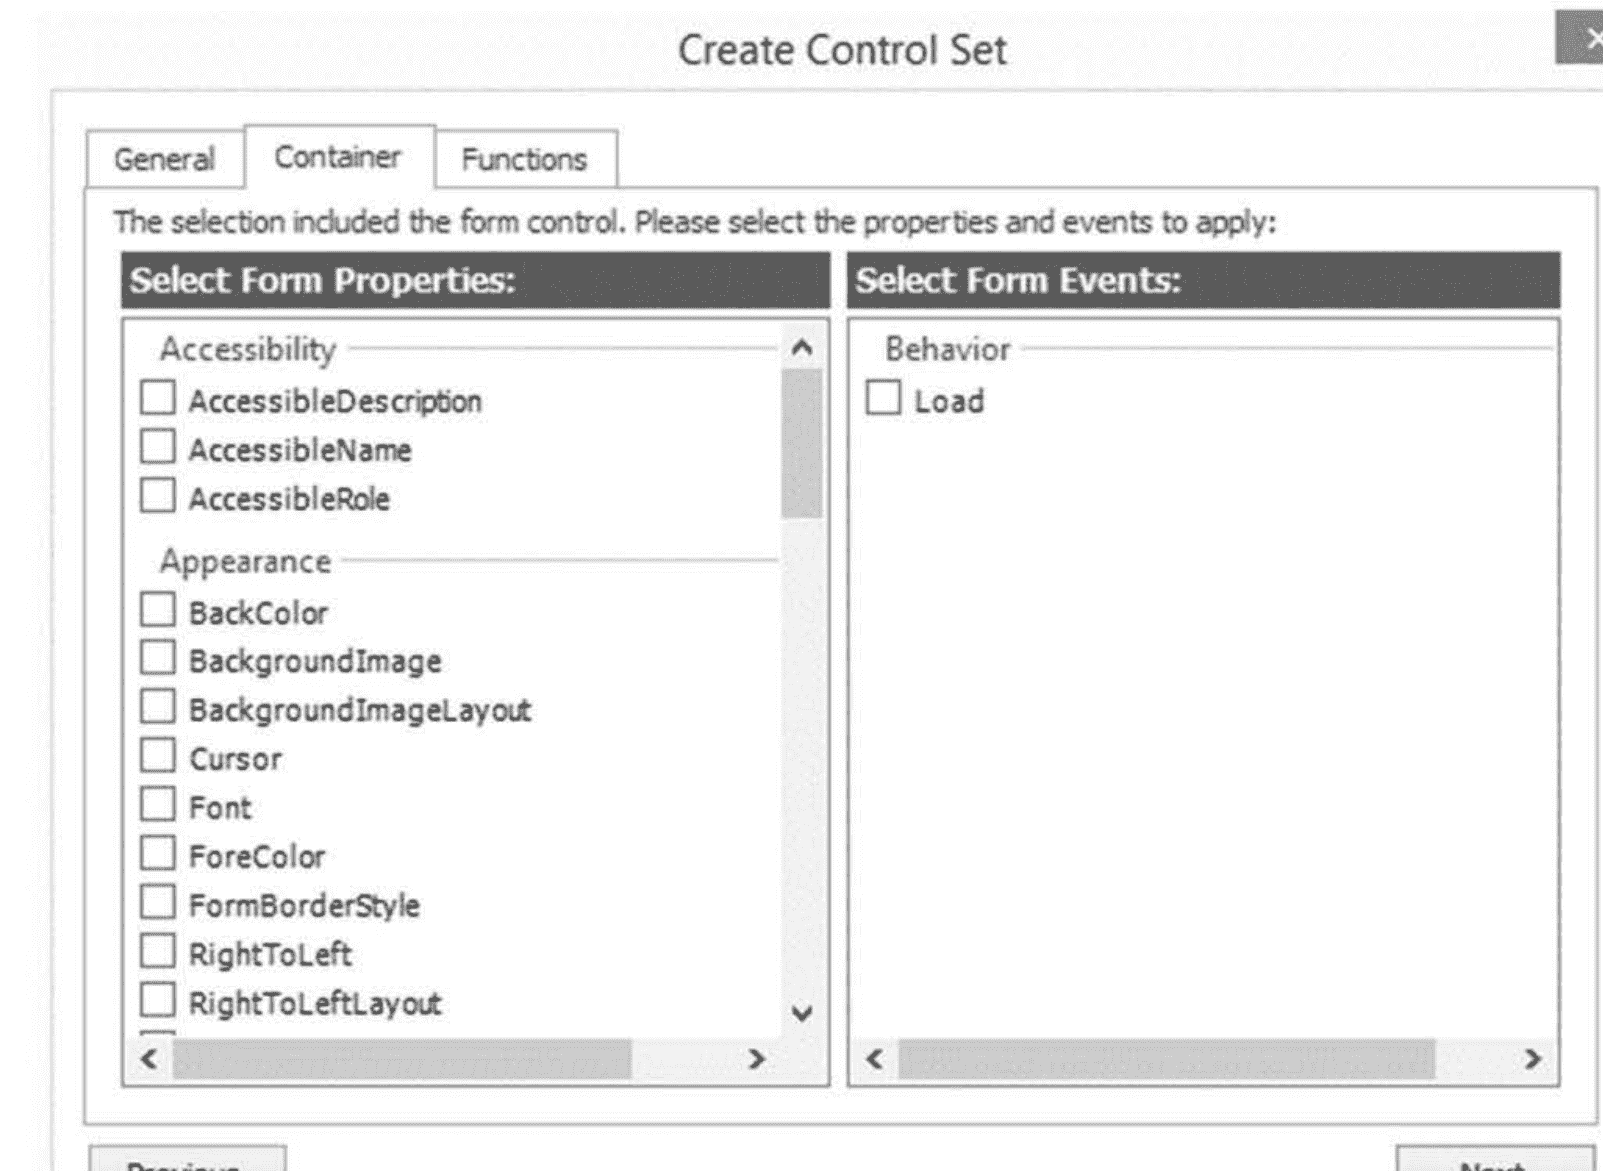 Create Control Set
General Container Functions
The selection included the form control. Please select the properties and events to apply:
Select Form Properties:
Accessibility
AccessibleDescription
AccessibleName
AccessibleRole
Appearance
BackColor
BackgroundImage
BackgroundImageLayout
Cursor
Font
ForeColor
FormBorderStyle
RightToLeft
RightToLeftLayout
Select Form Events:
Behavior
Load
Previous
Next